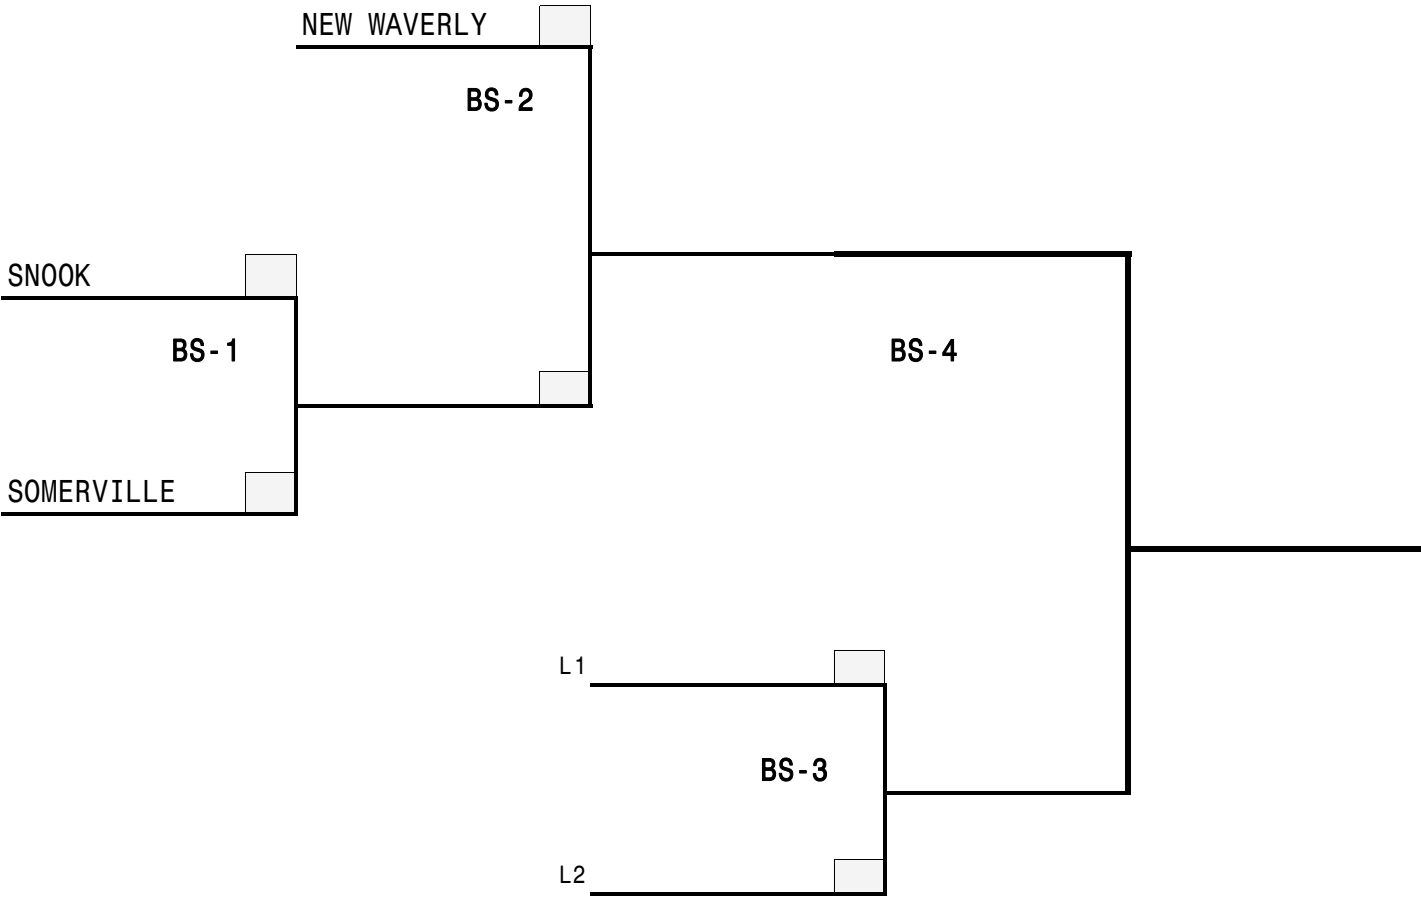 NEW WAVERLY
BS-2
SNOOK
BS-1
BS-4
SOMERVILLE
L1
BS-3
L2